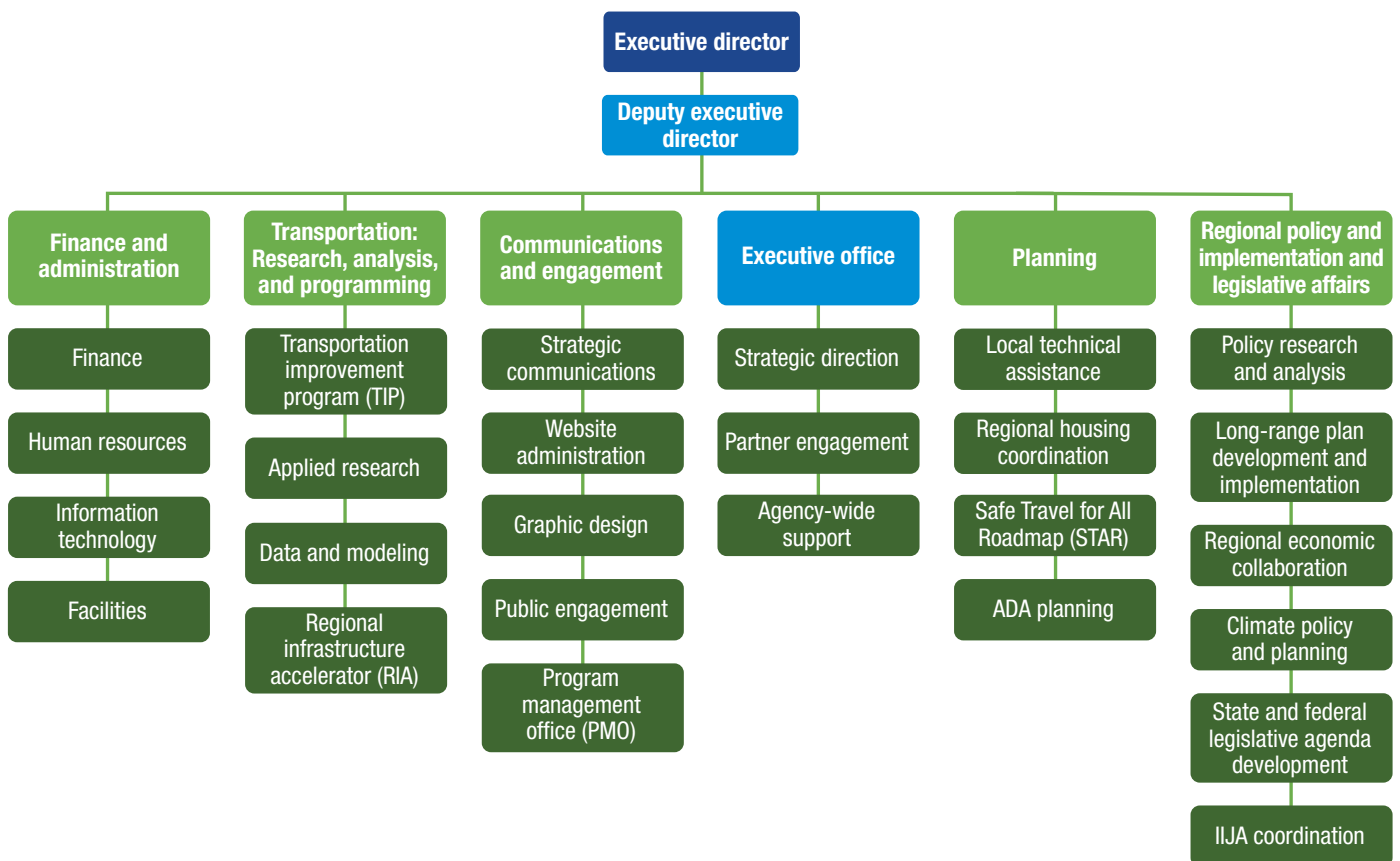 Executive director
Deputy executive
director
Finance and
administration
Transportation:
Research, analysis,
and programming
Communications
and engagement
Executive office
Planning
Regional policy and
implementation and
legislative affairs
Finance
Human resources
Information
technology
Facilities
Transportation
improvement
program (TIP)
Applied research
Data and modeling
Regional
infrastructure
accelerator (RIA)
Strategic
communications
Website
administration
Graphic design
Public engagement
Program
management
office (PMO)
Strategic direction
Partner engagement
Agency-wide
support
Local technical
assistance
Regional housing
coordination
Safe Travel for All
Roadmap (STAR)
ADA planning
Policy research
and analysis
Long-range plan
development and
implementation
Regional economic
collaboration
Climate policy
and planning
State and federal
legislative agenda
development
IIJA coordination